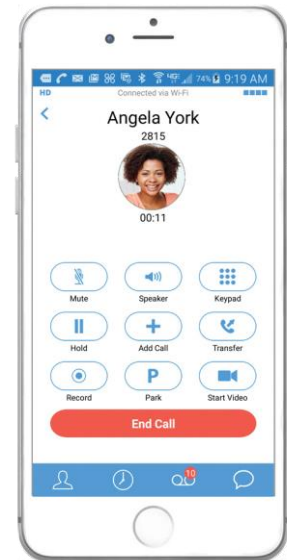 74% 9:19 AM
HD Connected via Wi-Fi
Angela York
2815
00:11
Mute Speaker Keypad
Hold Add Call Transfer
P
Record Park Start Video
End Call
10